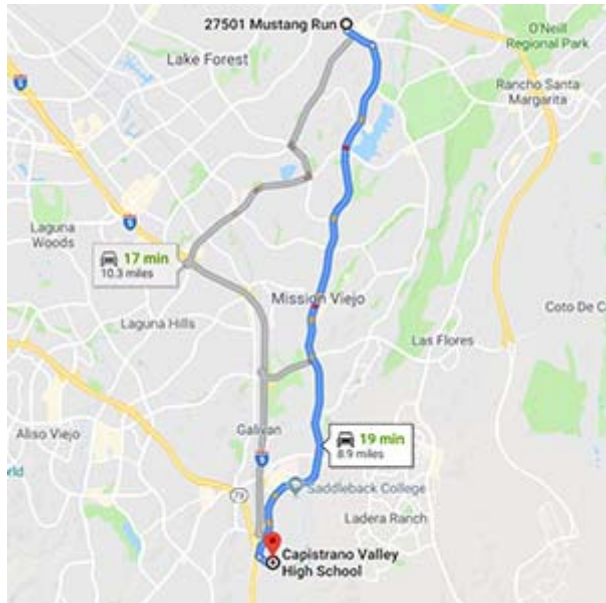 27501 Mustang Run
O'Neill
Regional Park
Lake Forest
Rancho Santa
Margarita
5
Laguna
Woods
5
17 min
10.3 miles
Mission Viejo
Coto De C
Laguna Hills
Las Flores
Aliso Viejo
Galivan
19 min
8.9 miles
5
orld
73
Saddleback College
Ladera Ranch
Capistrano Valley
High School